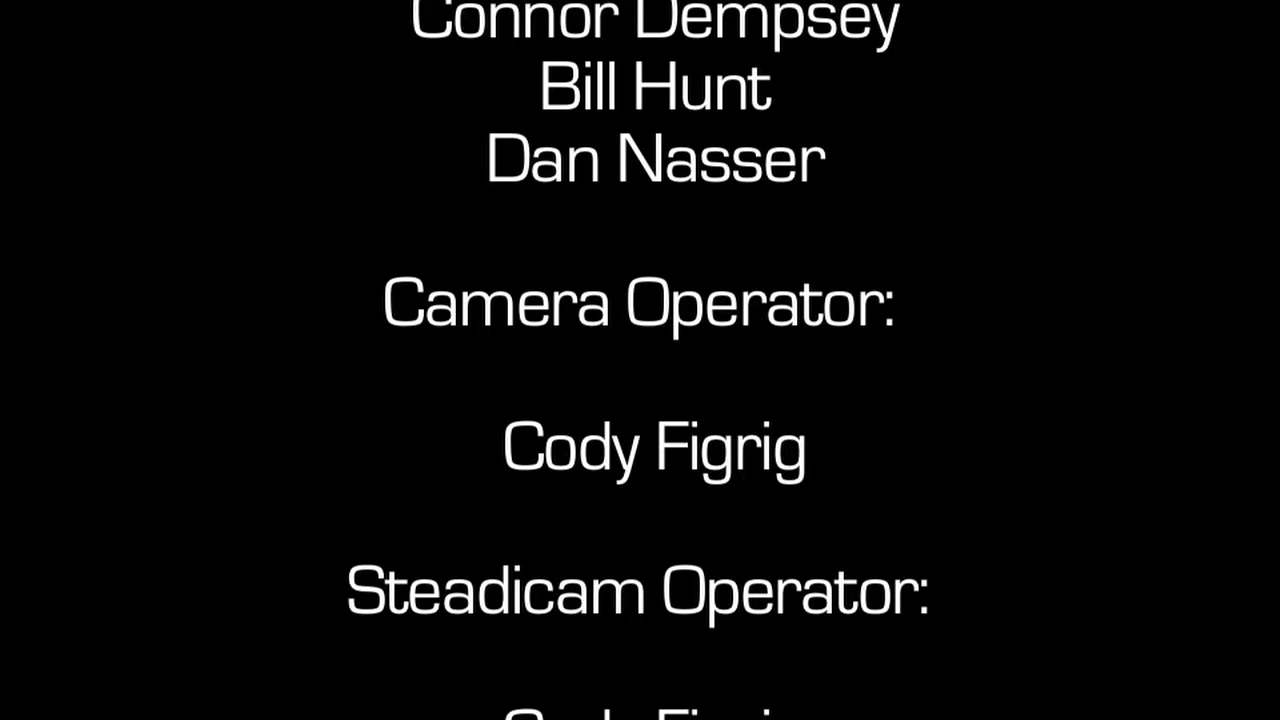 Connor Dempsey
Bill Hunt
Dan Nasser
Camera Operator:
Cody Figrig
Steadicam Operator: